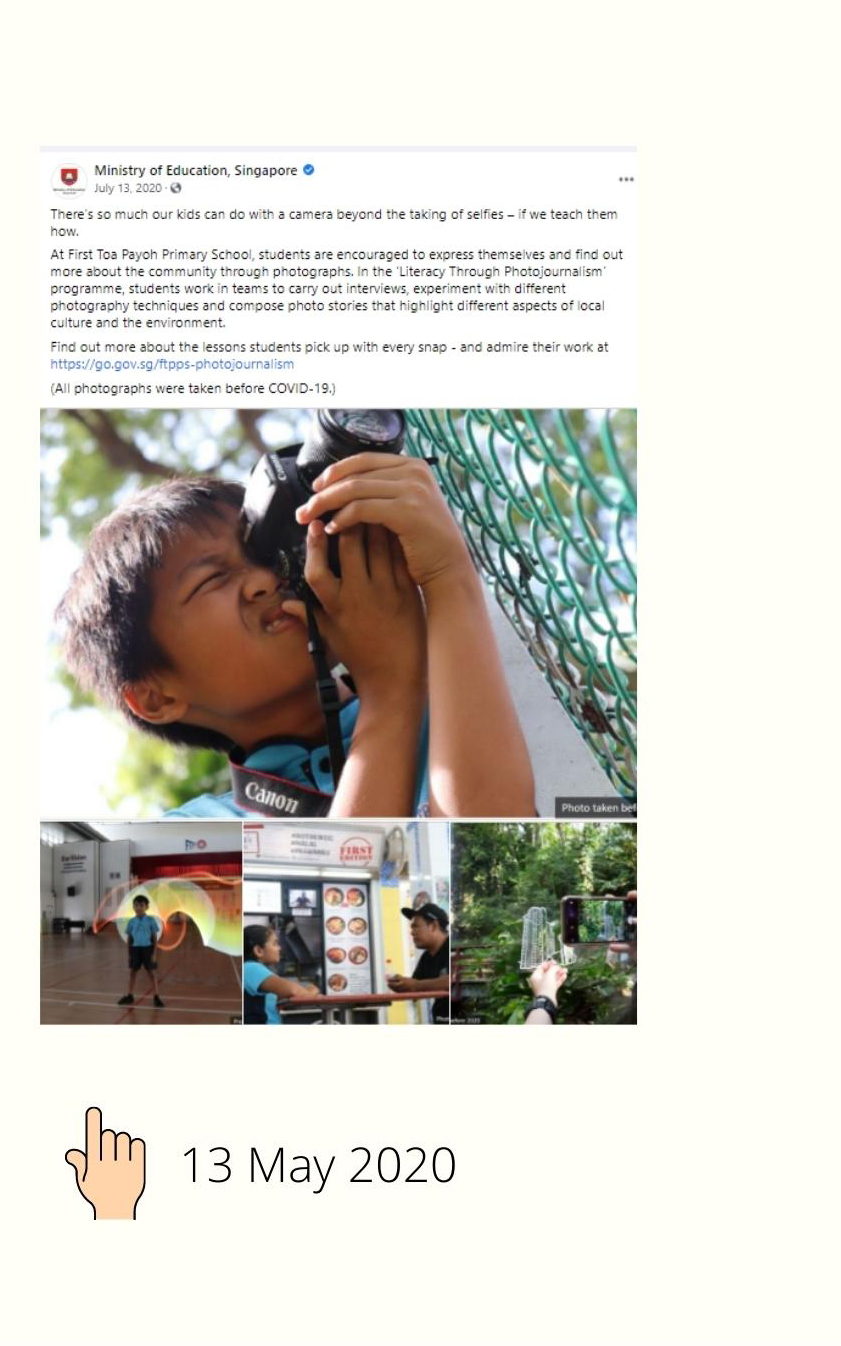 Ministry of Education, Singapore
July 13, 2020 ·
There's so much our kids can do with a camera beyond the taking of selfies – if we teach them
how.
At First Toa Payoh Primary School, students are encouraged to express themselves and find out
more about the community through photographs. In the 'Literacy Through Photojournalism'
programme, students work in teams to carry out interviews, experiment with different
photography techniques and compose photo stories that highlight different aspects of local
culture and the environment.
Find out more about the lessons students pick up with every snap - and admire their work at
https://go.gov.sg/ftpps-photojournalism
(All photographs were taken before COVID-19.)
Canon
Photo taken bef
FIRST
EDITION
13 May 2020